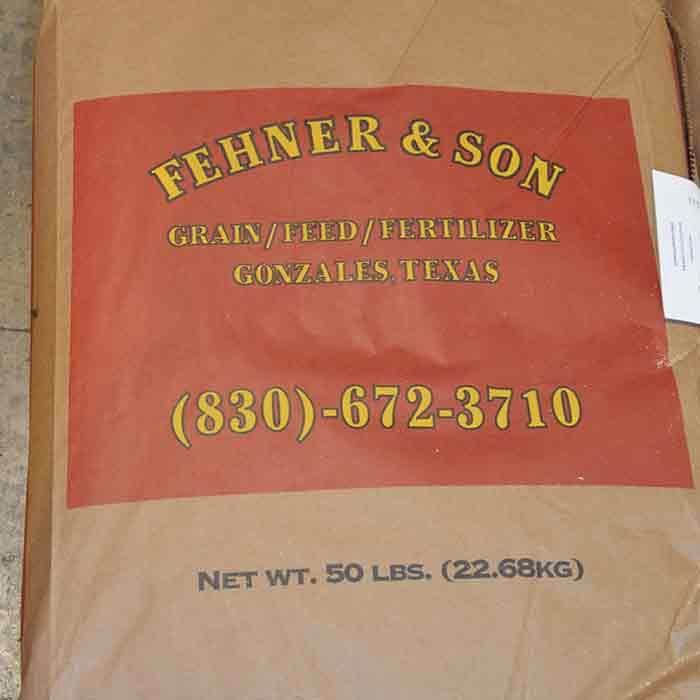 FEHNER & SON
GRAIN/FEED/FERTILIZER
GONZALES, TEXAS
(830)-672-3710
NET WT. 50 LBS. (22.68KG)